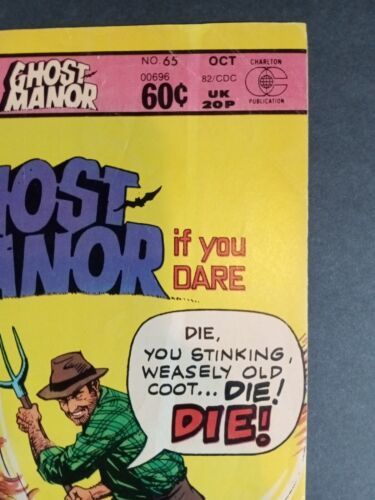 GHOST
MANOR
NO. 65
00696
60¢
OCT
82/CDC
UK
20P
CHARLTON
C
PUBLICATION
HOST
ANOR
if you
DARE
DIE,
YOU STINKING,
WEASELY OLD
COOT... DIE!
DIE!